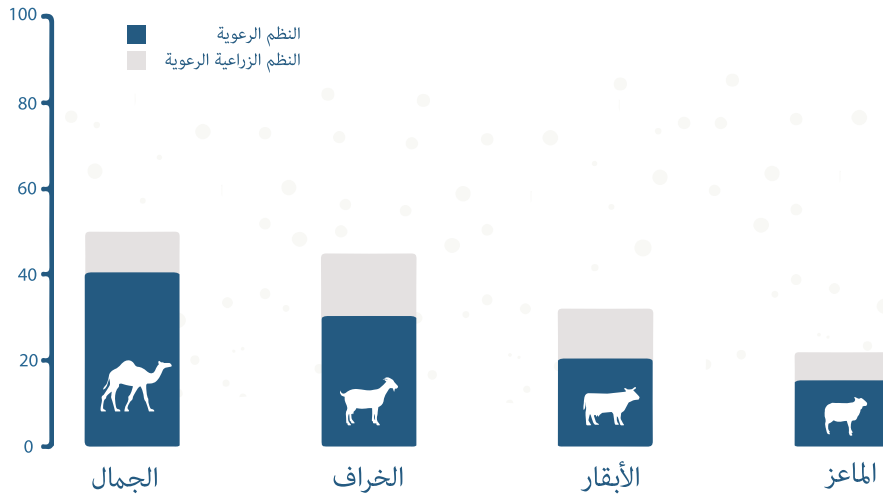 النظم الرعوية
النظم الزراعية الرعوية
100
80
60
40
20
0
الجمال
الخراف
الأبقار
الماعز